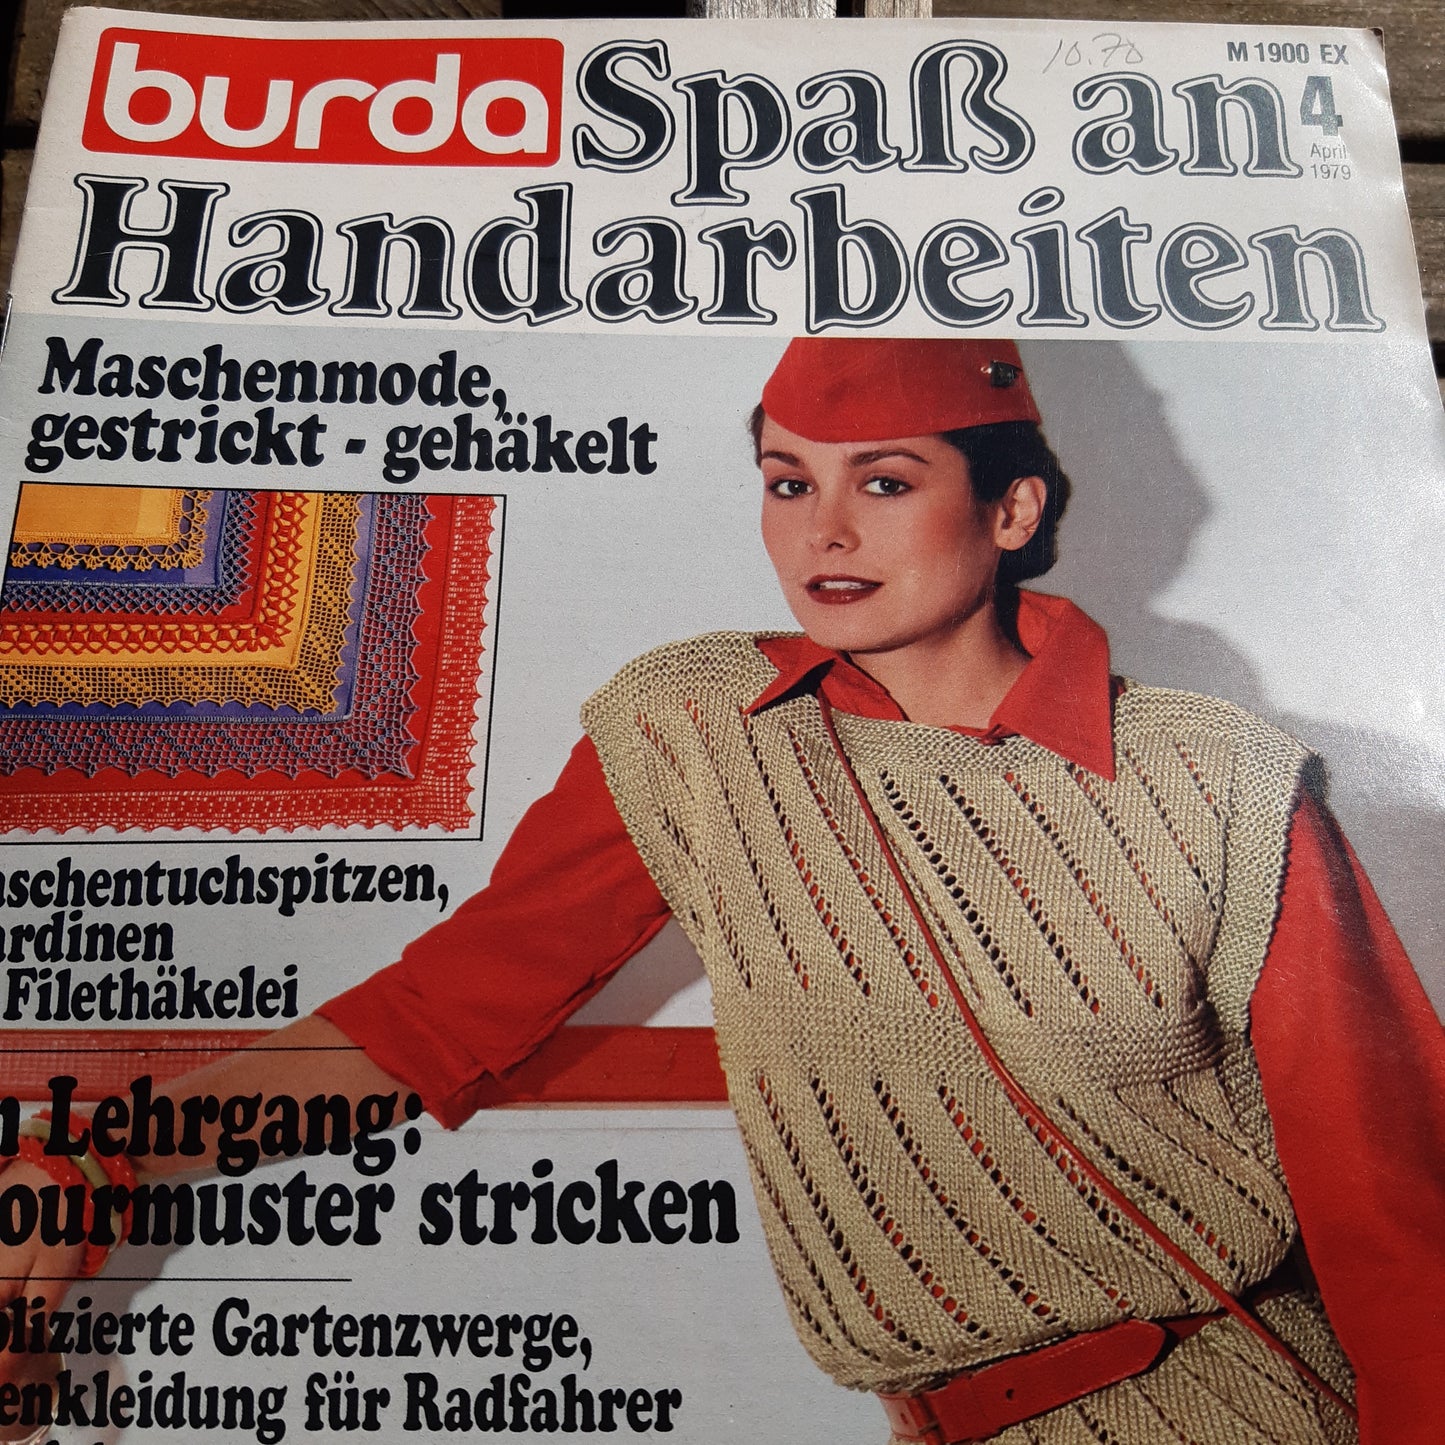 burda Spaß an
Handarbeiten
10.70
M 1900 EX
4
April
1979
Maschenmode,
gestrickt - gehäkelt
Filethäkelei
Lehrgang:
stricken
Gartenzwerge,
für Radfahrer